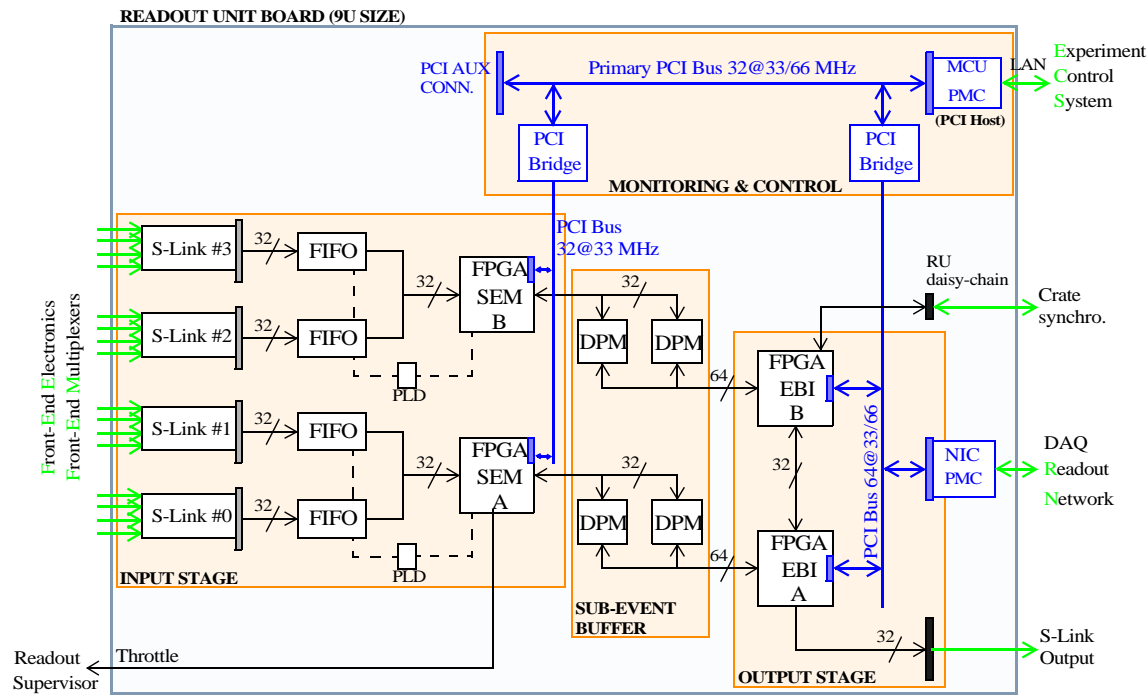 READOUT UNIT BOARD (9U SIZE)
PCI AUX
CONN.
Primary PCI Bus 32@33/66 MHz
MCU
PMC
(PCI Host)
LAN
Experiment
Control
System
PCI
Bridge
PCI
Bridge
MONITORING & CONTROL
PCI Bus
32@33 MHz
Front-End Electronics
Front-End Multiplexers
S-Link #3
32
FIFO
32
FPGA
SEM
B
S-Link #2
32
FIFO
PLD
S-Link #1
32
FIFO
32
FPGA
SEM
A
S-Link #0
32
FIFO
PLD
INPUT STAGE
32
DPM
DPM
64
32
DPM
DPM
64
SUB-EVENT
BUFFER
RU
daisy-chain
Crate
synchro.
FPGA
EBI
B
32
PCI Bus 64@33/66
FPGA
EBI
A
NIC
PMC
DAQ
Readout
Network
32
S-Link
Output
OUTPUT STAGE
Throttle
Readout
Supervisor